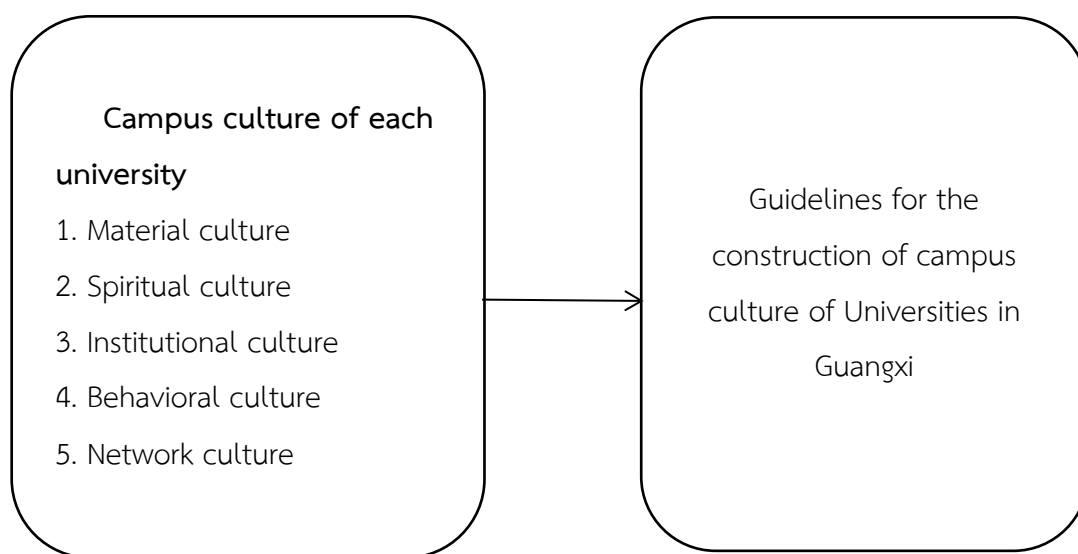 Campus culture of each
university
1. Material culture
2. Spiritual culture
3. Institutional culture
4. Behavioral culture
5. Network culture
Guidelines for the
construction of campus
culture of Universities in
Guangxi